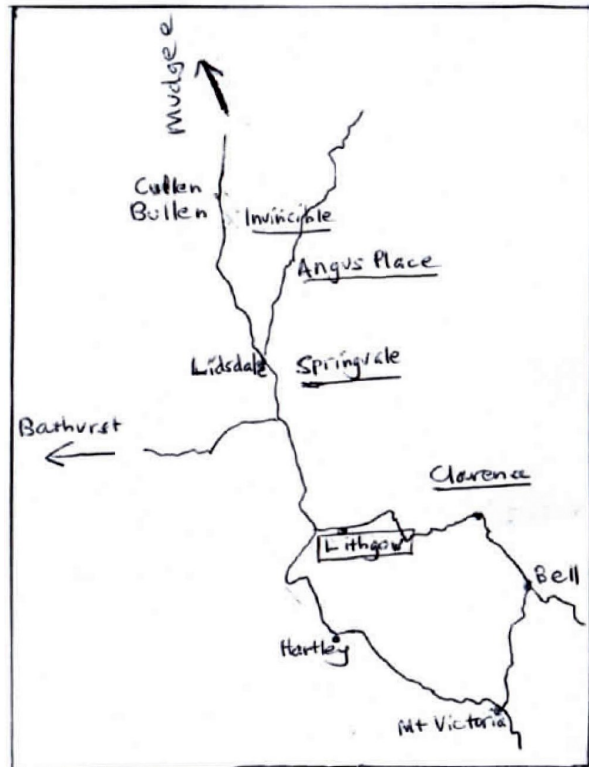 Mudgee
Cullen
Bullen
Invincible
Angus Place
Lidsdale
Springvale
Bathurst
Clarence
Lithgow
Bell
Hartley
Mt Victoria